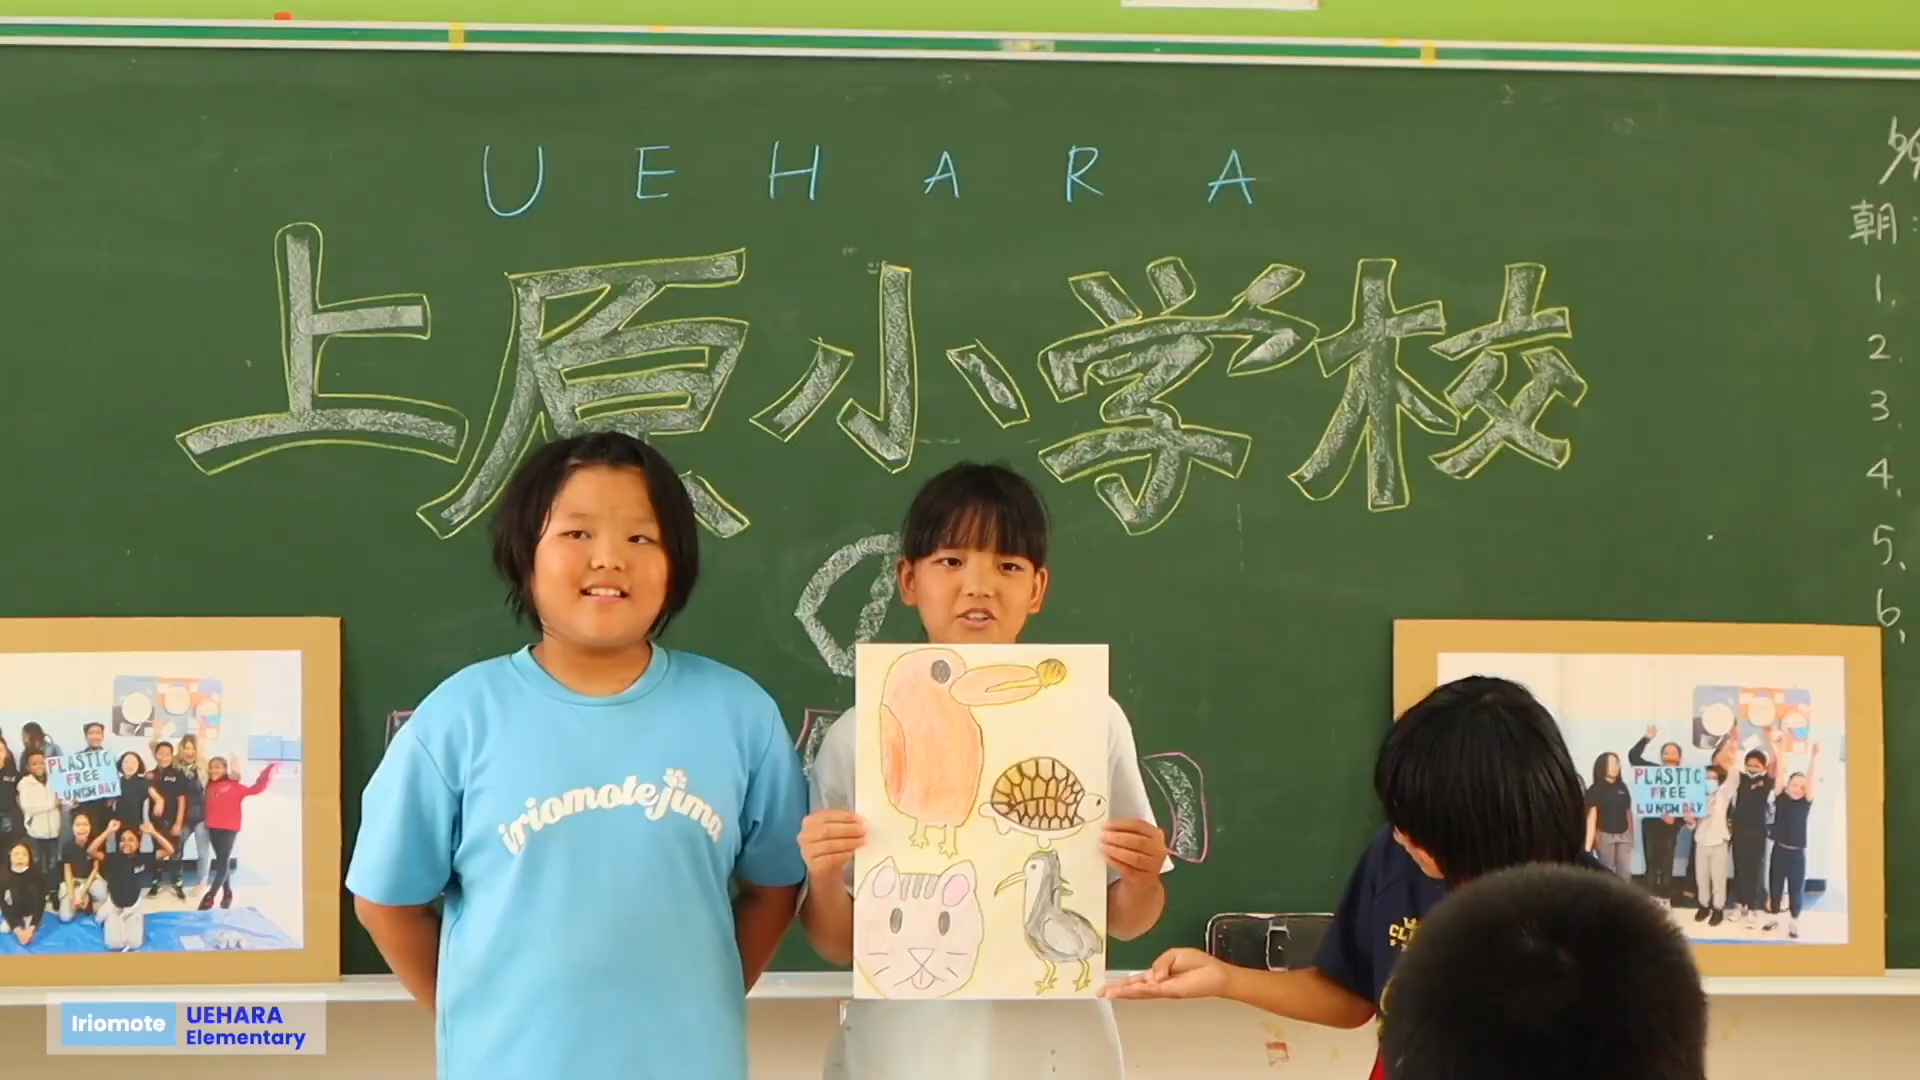 UEHARA
上原小学校
朝:
1.
2.
3.
4.
5.
6.
iriomotejima
PLASTIC
FREE
LUNCH DAY
PLASTIC
FREE
LUNCH DAY
Iriomote
UEHARA
Elementary